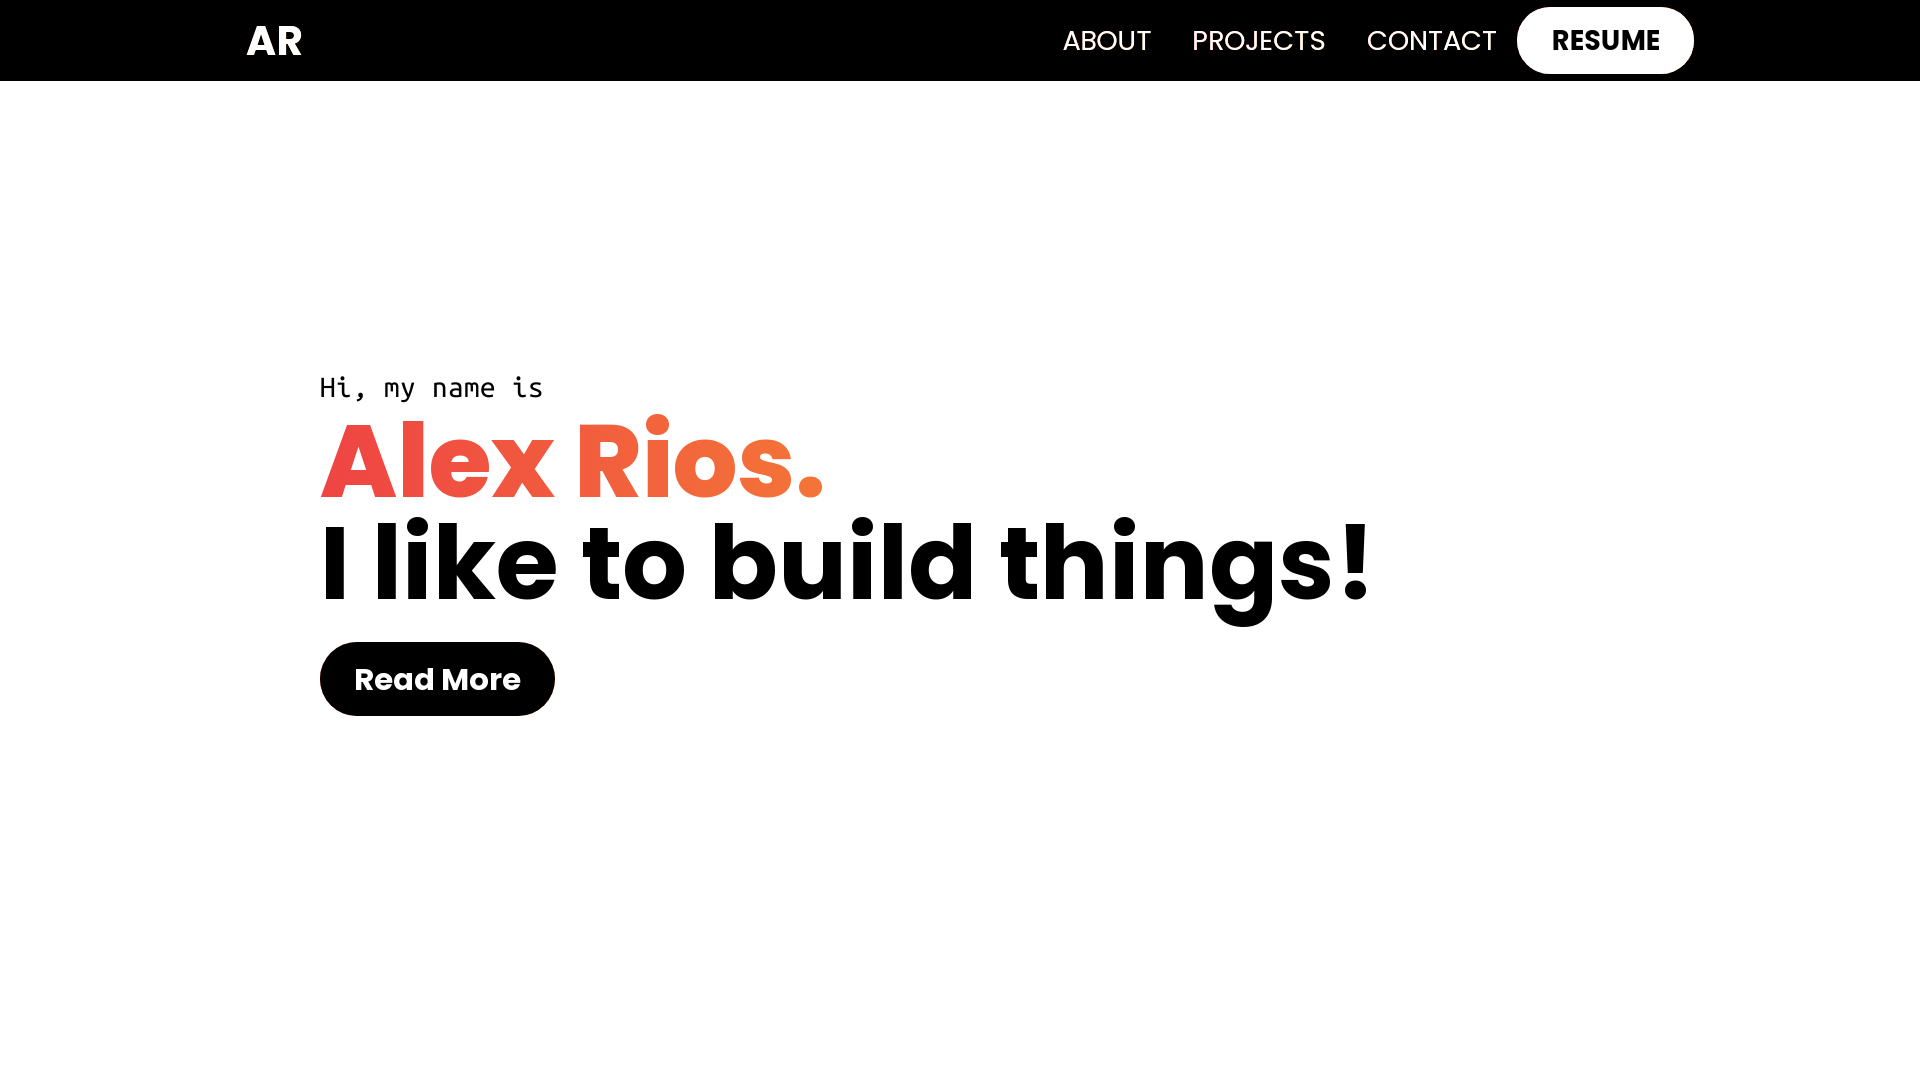 AR
ABOUT PROJECTS CONTACT RESUME
Hi, my name is
Alex Rios.
I like to build things!
Read More